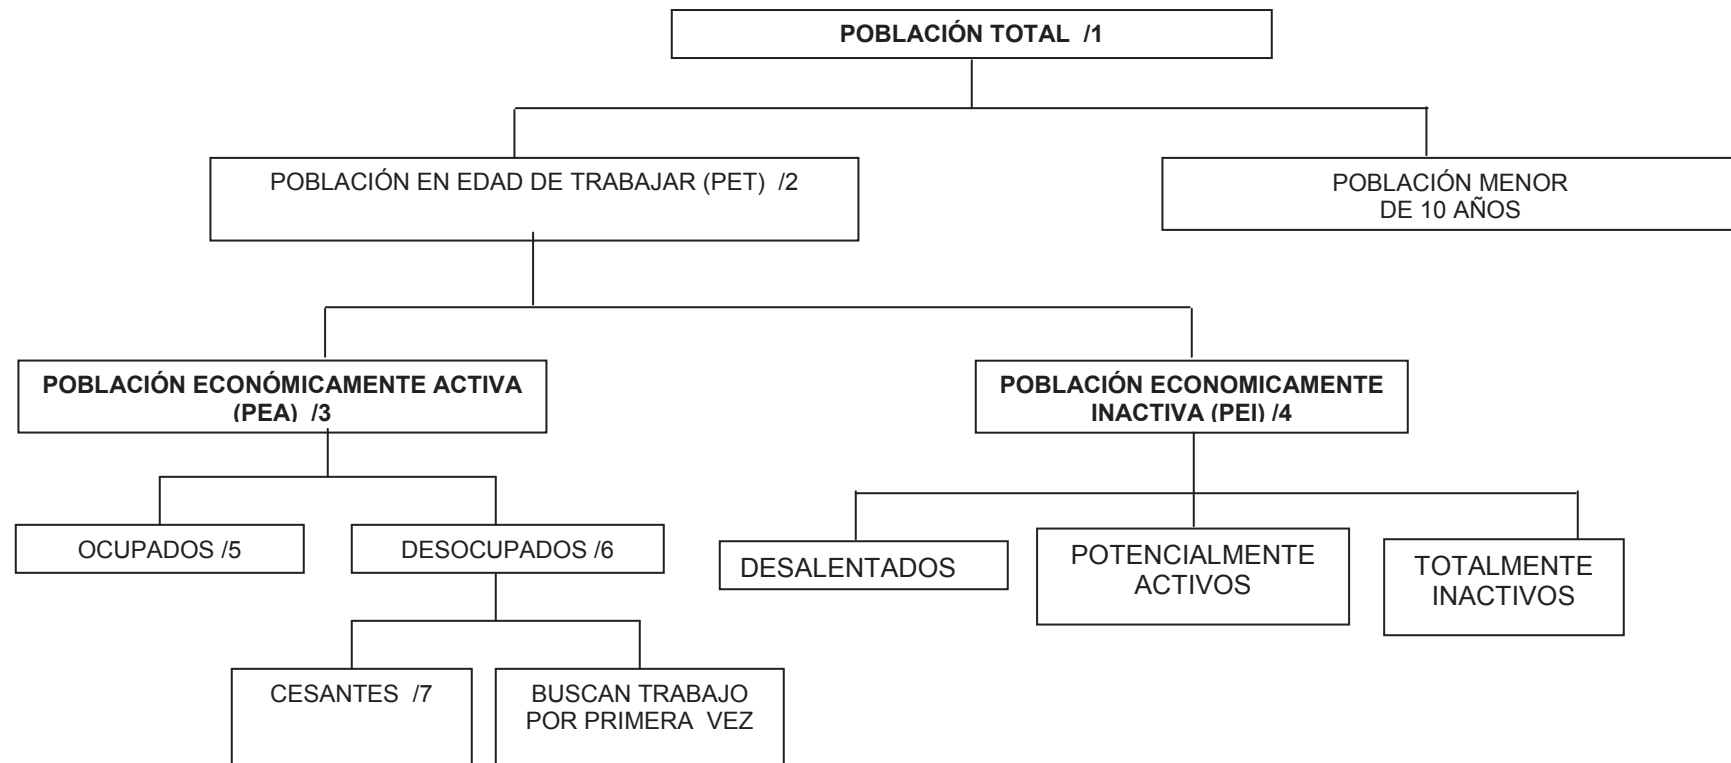 POBLACIÓN TOTAL /1
POBLACIÓN EN EDAD DE TRABAJAR (PET) /2
POBLACIÓN MENOR
DE 10 AÑOS
POBLACIÓN ECONÓMICAMENTE ACTIVA
(PEA) /3
POBLACIÓN ECONOMICAMENTE
INACTIVA (PEI) /4
OCUPADOS /5
DESOCUPADOS /6
DESALENTADOS
POTENCIALMENTE
ACTIVOS
TOTALMENTE
INACTIVOS
CESANTES /7
BUSCAN TRABAJO
POR PRIMERA VEZ